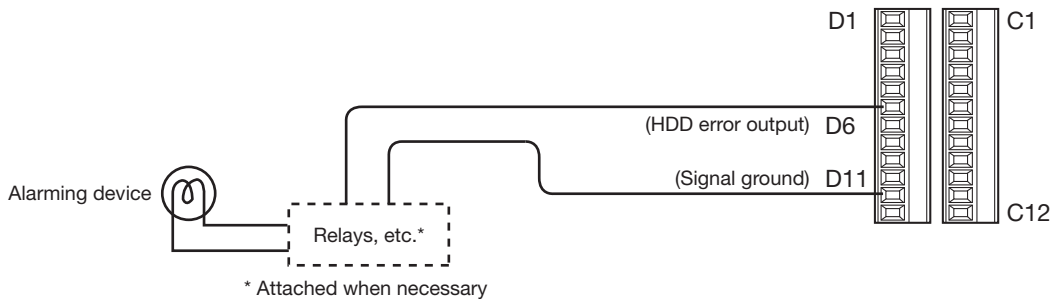 D1
C1
(HDD error output) D6
(Signal ground) D11
Alarming device
C12
Relays, etc.*
* Attached when necessary